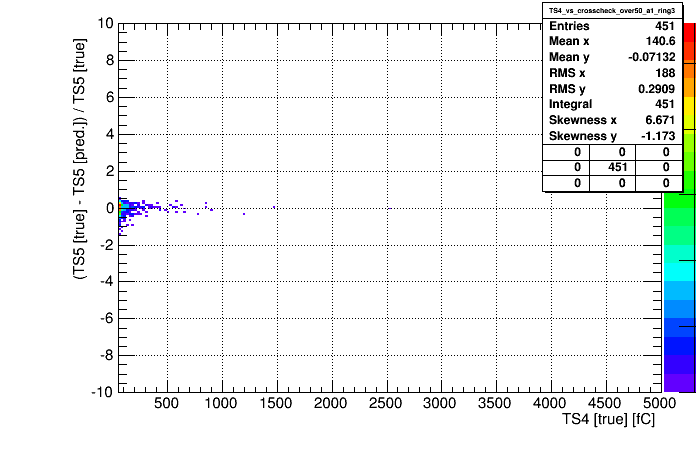 TS4_vs_crosscheck_over50_a1_ring3
Entries 451
Mean x 140.6
Mean y -0.07132
RMS x 188
RMS y 0.2909
Integral 451
Skewness x 6.671
Skewness y -1.173
0 0 0
0 451 0
0 0 0
(TS5 [true] - TS5 [pred.]) / TS5 [true]
10
8
6
4
2
0
-2
-4
-6
-8
-10
500 1000 1500 2000 2500 3000 3500 4000 4500 5000
TS4 [true] [fC]